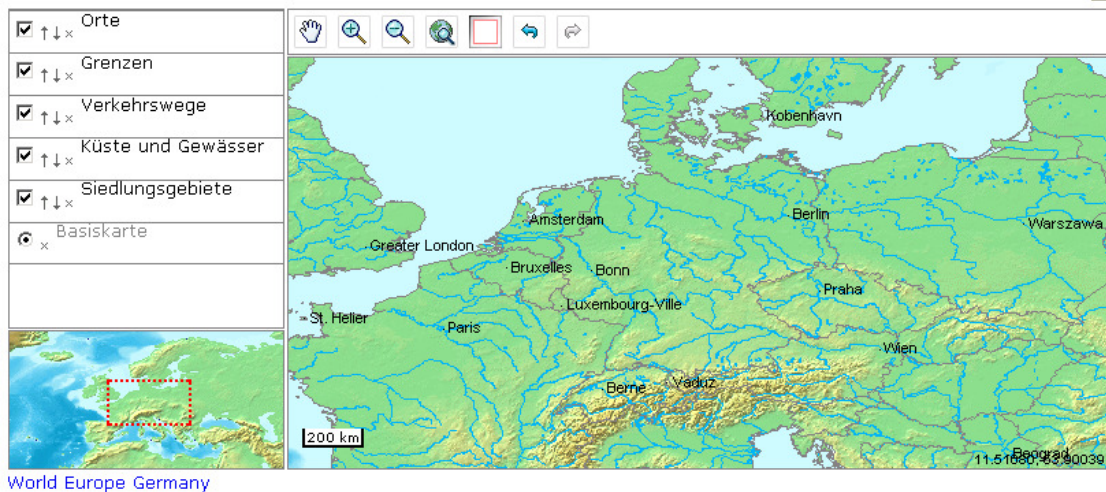 Orte
Grenzen
Verkehrswege
Küste und Gewässer
Siedlungsgebiete
Basiskarte
Kobenhavn
Amsterdam
Berlin
Warszawa
Greater London
Bruxelles
Bonn
Praha
Luxembourg-Ville
St. Helier
Paris
Wien
Berne
Vaduz
200 km
Beograd
World Europe Germany